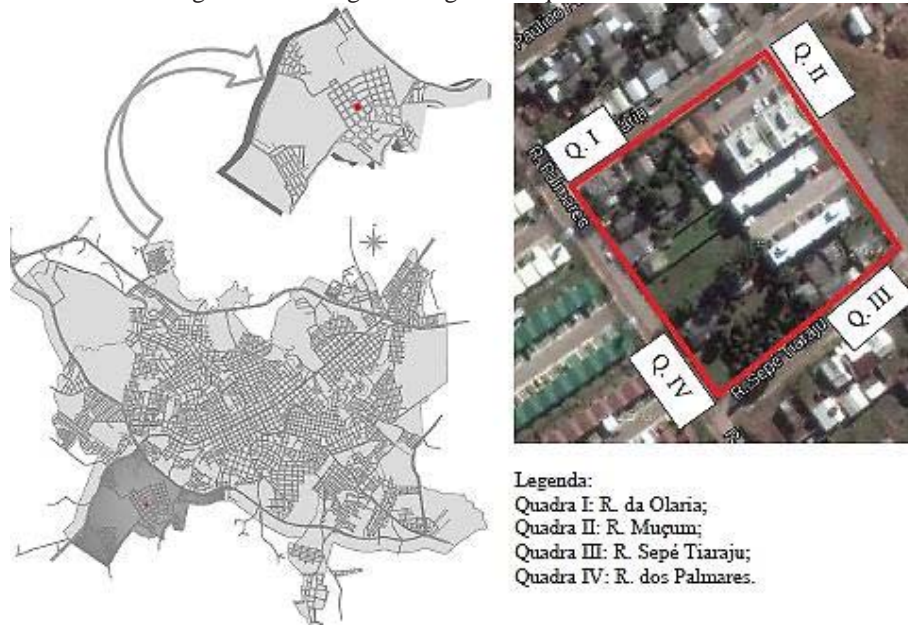 Q. I
Q. II
Q. III
Q. IV
R. Palmares
R. Sepé Tiaraju
Legenda:
Quadra I: R. da Olaria;
Quadra II: R. Muçum;
Quadra III: R. Sepé Tiaraju;
Quadra IV: R. dos Palmares.